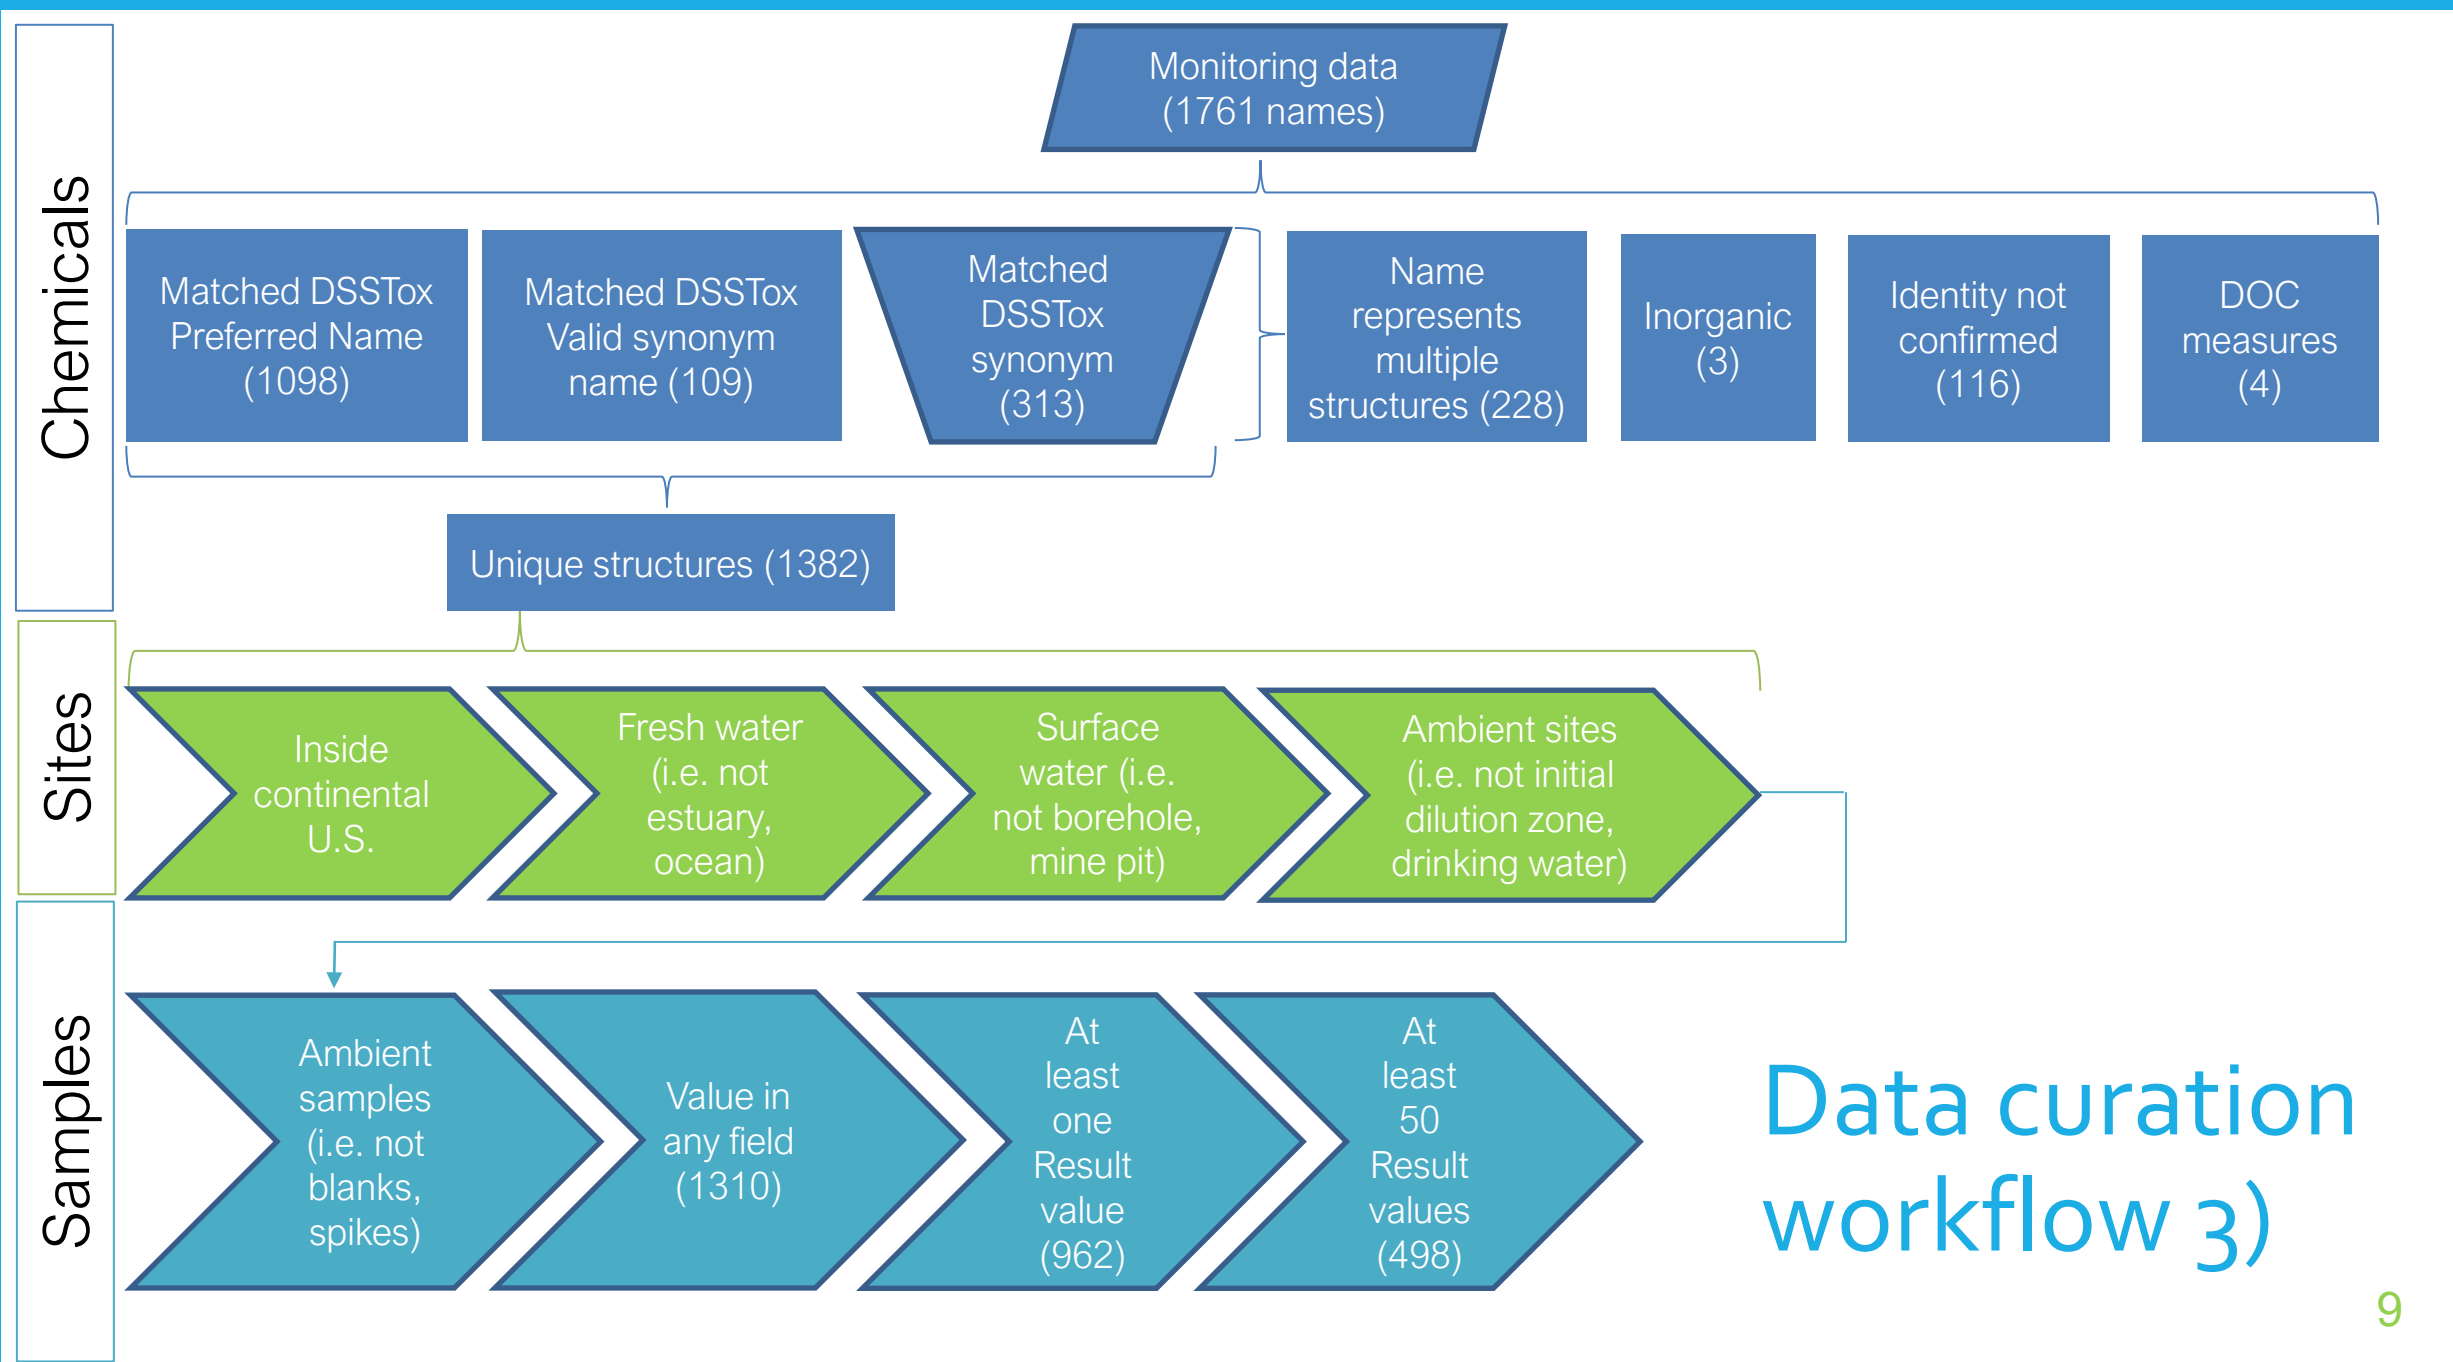 Chemicals
Monitoring data
(1761 names)
Matched DSSTox
Preferred Name
(1098)
Matched DSSTox
Valid synonym
name (109)
Matched
DSSTox
synonym
(313)
Name
represents
multiple
structures (228)
Inorganic
(3)
Identity not
confirmed
(116)
DOC
measures
(4)
Unique structures (1382)
Sites
Inside
continental
U.S.
Fresh water
(i.e. not
estuary,
ocean)
Surface
water (i.e.
not borehole,
mine pit)
Ambient sites
(i.e. not initial
dilution zone,
drinking water)
Samples
Ambient
samples
(i.e. not
blanks,
spikes)
Value in
any field
(1310)
At
least
one
Result
value
(962)
At
least
50
Result
values
(498)
Data curation
workflow 3)
9